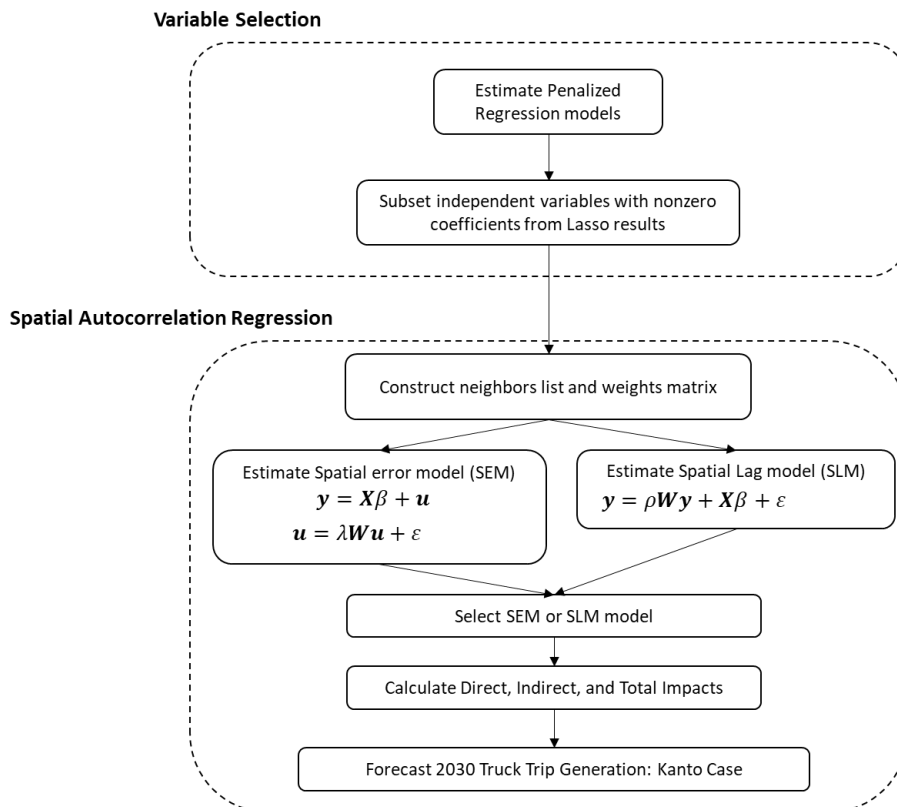 Variable Selection
Estimate Penalized
Regression models
Subset independent variables with nonzero
coefficients from Lasso results
Spatial Autocorrelation Regression
Construct neighbors list and weights matrix
Estimate Spatial error model (SEM)
y = Xβ + u
u = λWu + ε
Estimate Spatial Lag model (SLM)
y = ρWy + Xβ + ε
Select SEM or SLM model
Calculate Direct, Indirect, and Total Impacts
Forecast 2030 Truck Trip Generation: Kanto Case